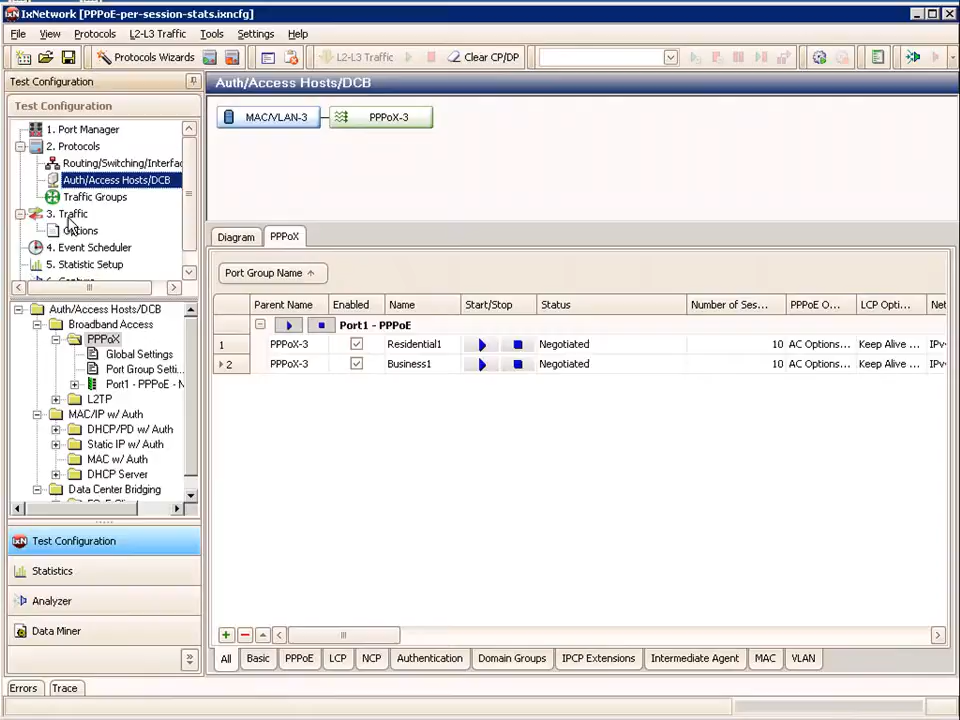 IxNetwork [PPPoE-per-session-stats.ixncfg]
File View Protocols L2-L3 Traffic Tools Settings Help
Protocols Wizards L2-L3 Traffic Clear CP/DP
Test Configuration
Auth/Access Hosts/DCB
Test Configuration
1. Port Manager
2. Protocols
Routing/Switching/Interfac
Auth/Access Hosts/DCB
Traffic Groups
3. Traffic
Options
4. Event Scheduler
5. Statistic Setup
MAC/VLAN-3 PPPoX-3
Diagram PPPoX
Port Group Name
Parent Name Enabled Name Start/Stop Status Number of Ses... PPPoE O... LCP Opti... Net
Port1 - PPPoE
1 PPPoX-3 Residential1 Negotiated 10 AC Options... Keep Alive ... IPv
2 PPPoX-3 Business1 Negotiated 10 AC Options... Keep Alive ... IPv
Auth/Access Hosts/DCB
Broadband Access
PPPoX
Global Settings
Port Group Setti...
Port1 - PPPoE - N
L2TP
MAC/IP w/ Auth
DHCP/PD w/ Auth
Static IP w/ Auth
MAC w/ Auth
DHCP Server
Data Center Bridging
Test Configuration
Statistics
Analyzer
Data Miner
All Basic PPPoE LCP NCP Authentication Domain Groups IPCP Extensions Intermediate Agent MAC VLAN
Errors Trace